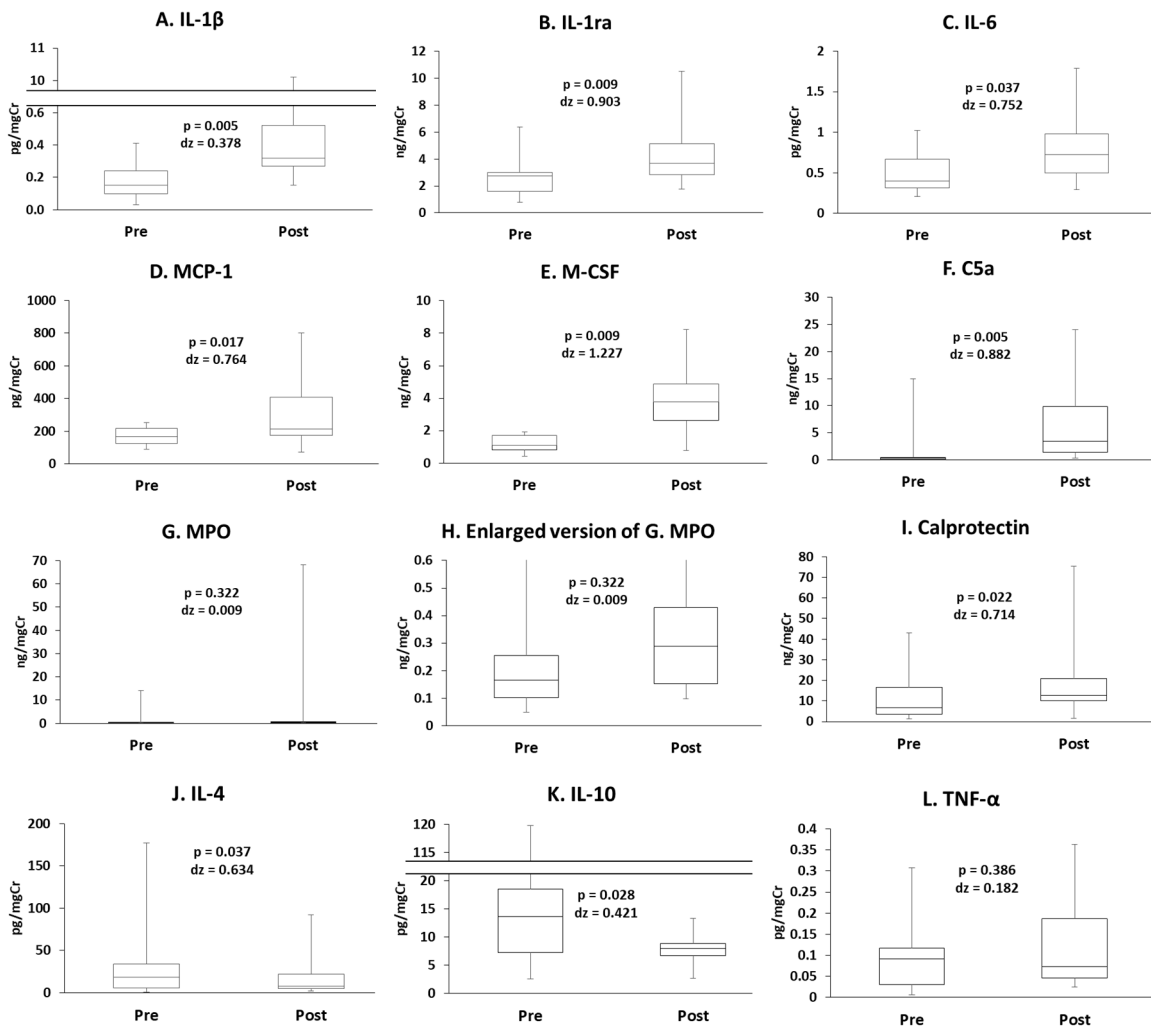 A. IL-1β
11
10
0.6
0.4
0.2
0.0
pg/mgCr
p = 0.005
dz = 0.378
Pre
Post
B. IL-1ra
12
10
8
6
4
2
0
ng/mgCr
p = 0.009
dz = 0.903
Pre
Post
C. IL-6
2
1.5
1
0.5
0
pg/mgCr
p = 0.037
dz = 0.752
Pre
Post
D. MCP-1
1000
800
600
400
200
0
pg/mgCr
p = 0.017
dz = 0.764
Pre
Post
E. M-CSF
10
8
6
4
2
0
ng/mgCr
p = 0.009
dz = 1.227
Pre
Post
F. C5a
30
25
20
15
10
5
0
ng/mgCr
p = 0.005
dz = 0.882
Pre
Post
G. MPO
70
60
50
40
30
20
10
0
ng/mgCr
p = 0.322
dz = 0.009
Pre
Post
H. Enlarged version of G. MPO
0.6
0.5
0.4
0.3
0.2
0.1
0
ng/mgCr
p = 0.322
dz = 0.009
Pre
Post
I. Calprotectin
80
70
60
50
40
30
20
10
0
ng/mgCr
p = 0.022
dz = 0.714
Pre
Post
J. IL-4
200
150
100
50
0
pg/mgCr
p = 0.037
dz = 0.634
Pre
Post
K. IL-10
120
115
20
15
10
5
0
pg/mgCr
p = 0.028
dz = 0.421
Pre
Post
L. TNF-α
0.4
0.35
0.3
0.25
0.2
0.15
0.1
0.05
0
pg/mgCr
p = 0.386
dz = 0.182
Pre
Post